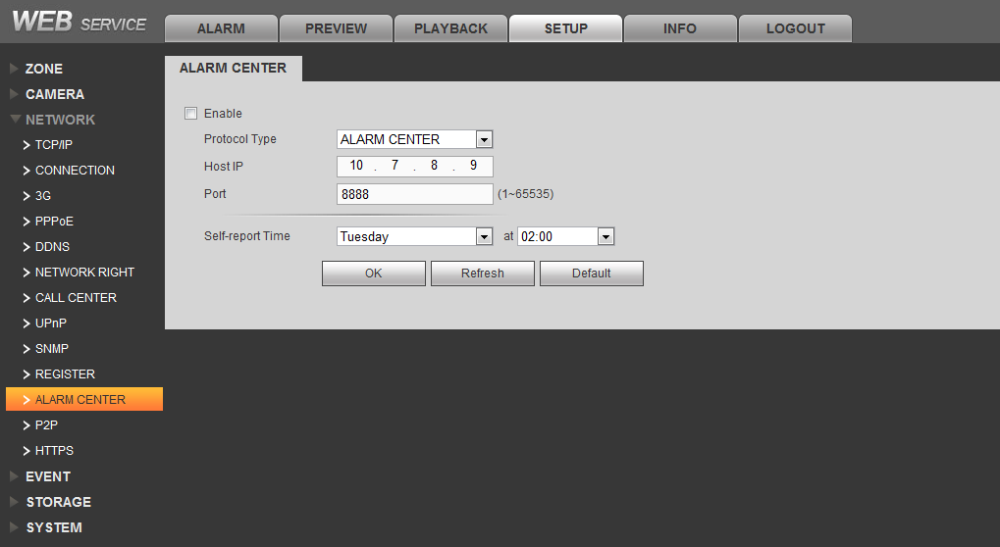 WEB SERVICE
ALARM PREVIEW PLAYBACK SETUP INFO LOGOUT
ZONE
CAMERA
NETWORK
TCP/IP
CONNECTION
3G
PPPoE
DDNS
NETWORK RIGHT
CALL CENTER
UPnP
SNMP
REGISTER
ALARM CENTER
P2P
HTTPS
EVENT
STORAGE
SYSTEM
ALARM CENTER
Enable
Protocol Type ALARM CENTER
Host IP 10 . 7 . 8 . 9
Port 8888 (1~65535)
Self-report Time Tuesday at 02:00
OK Refresh Default